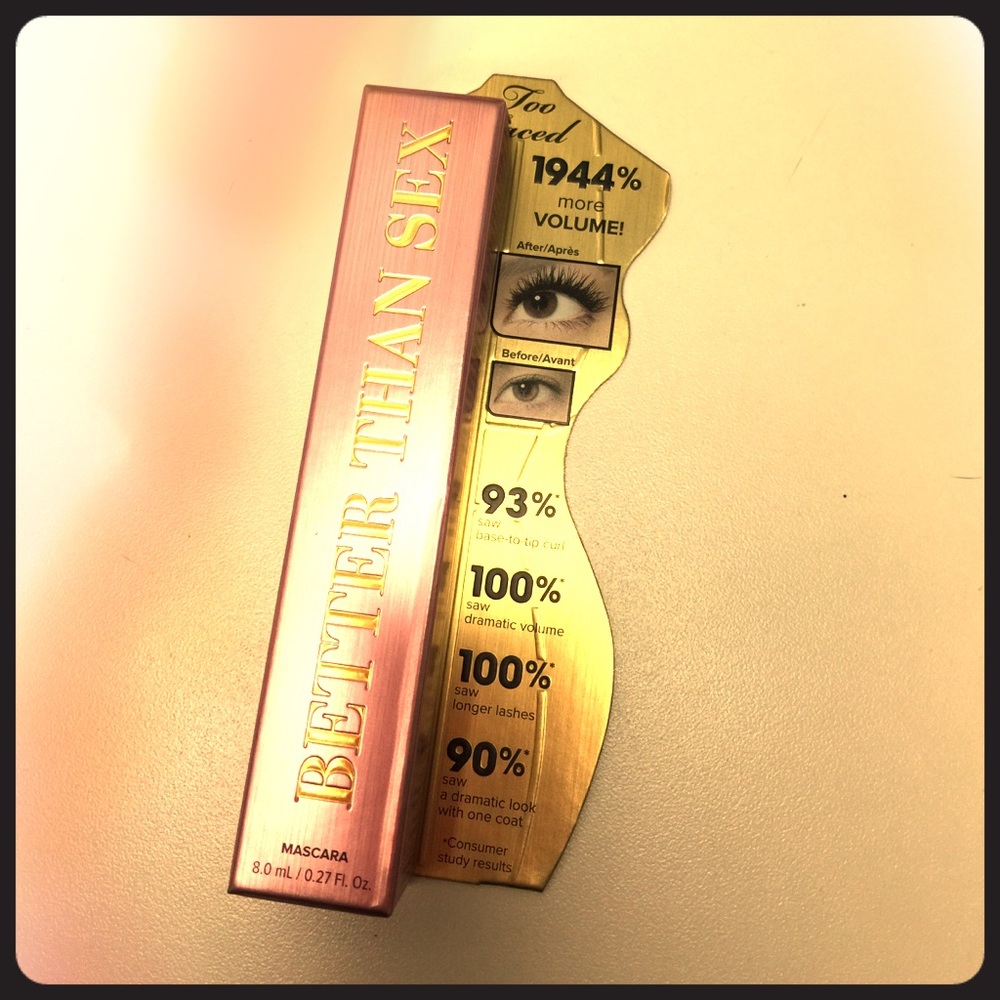 BETTER THAN SEX
MASCARA
8.0 mL / 0.27 Fl. Oz.
Too
aced
1944%
more
VOLUME!
After/Après
Before/Avant
93%*
saw
base-to tip curl
100%*
saw
dramatic volume
100%*
saw
longer lashes
90%*
saw
a dramatic look
with one coat
*Consumer
study results